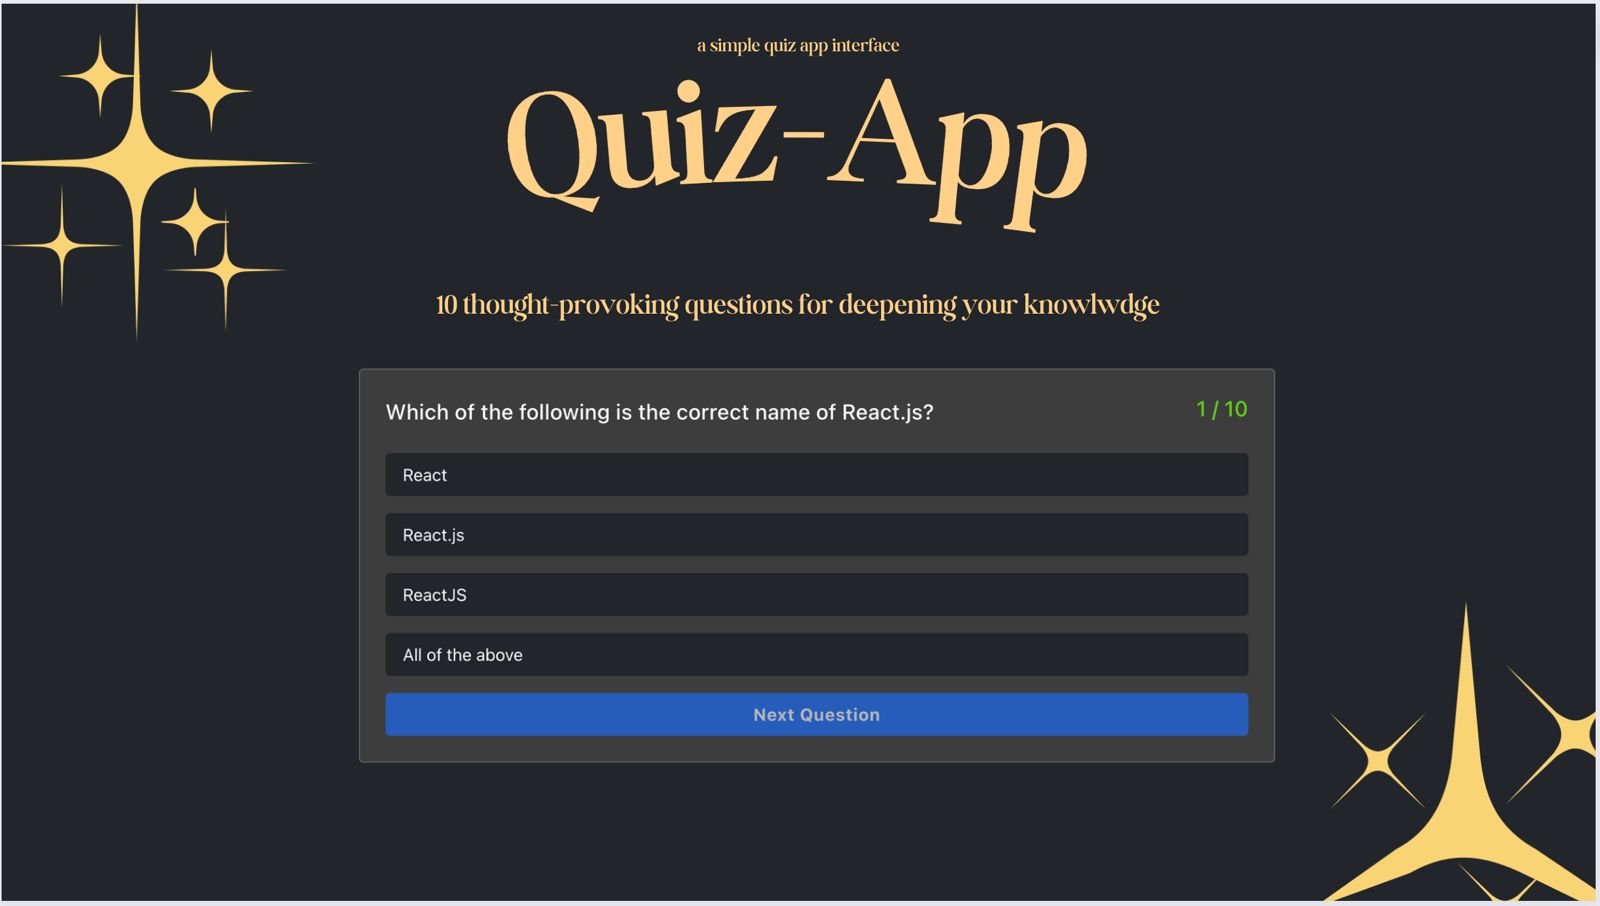 a simple quiz app interface
Quiz-App
10 thought-provoking questions for deepening your knowlwdge
Which of the following is the correct name of React.js?
1 / 10
React
React.js
ReactJS
All of the above
Next Question